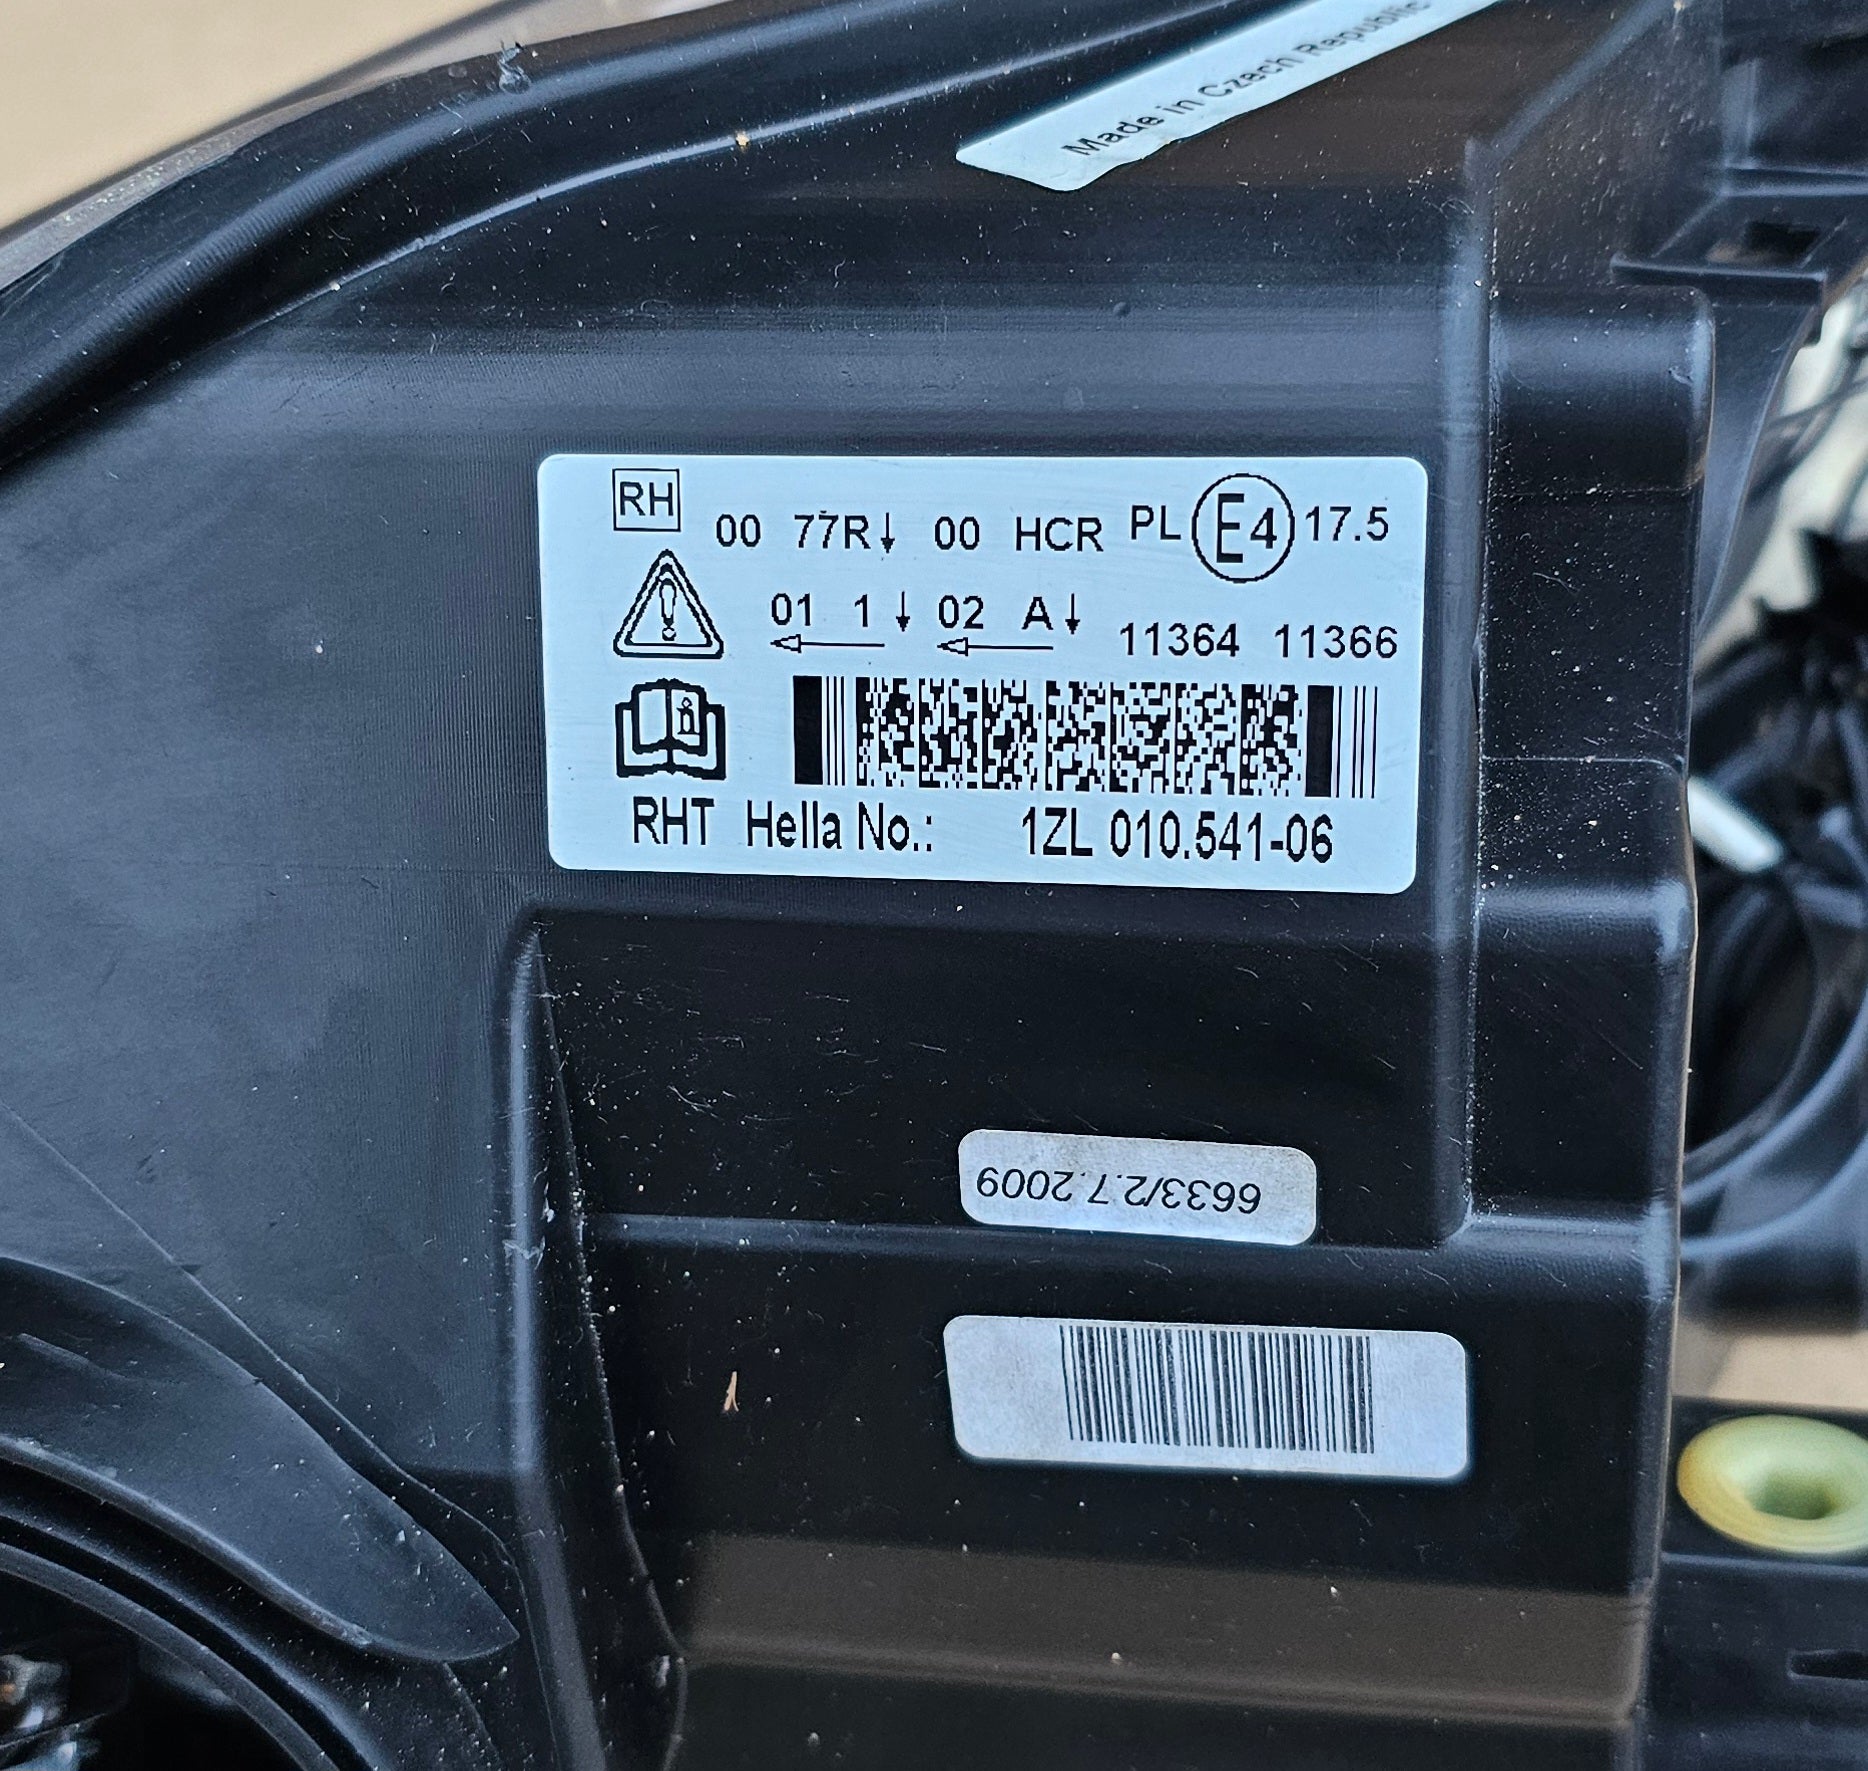 Made in Czech Republic
RH 00 77R↓ 00 HCR PL E4 17.5
01 1↓ 02 A↓ 11364 11366
RHT Hella No.: 1ZL 010.541-06
6633/2.7.2009